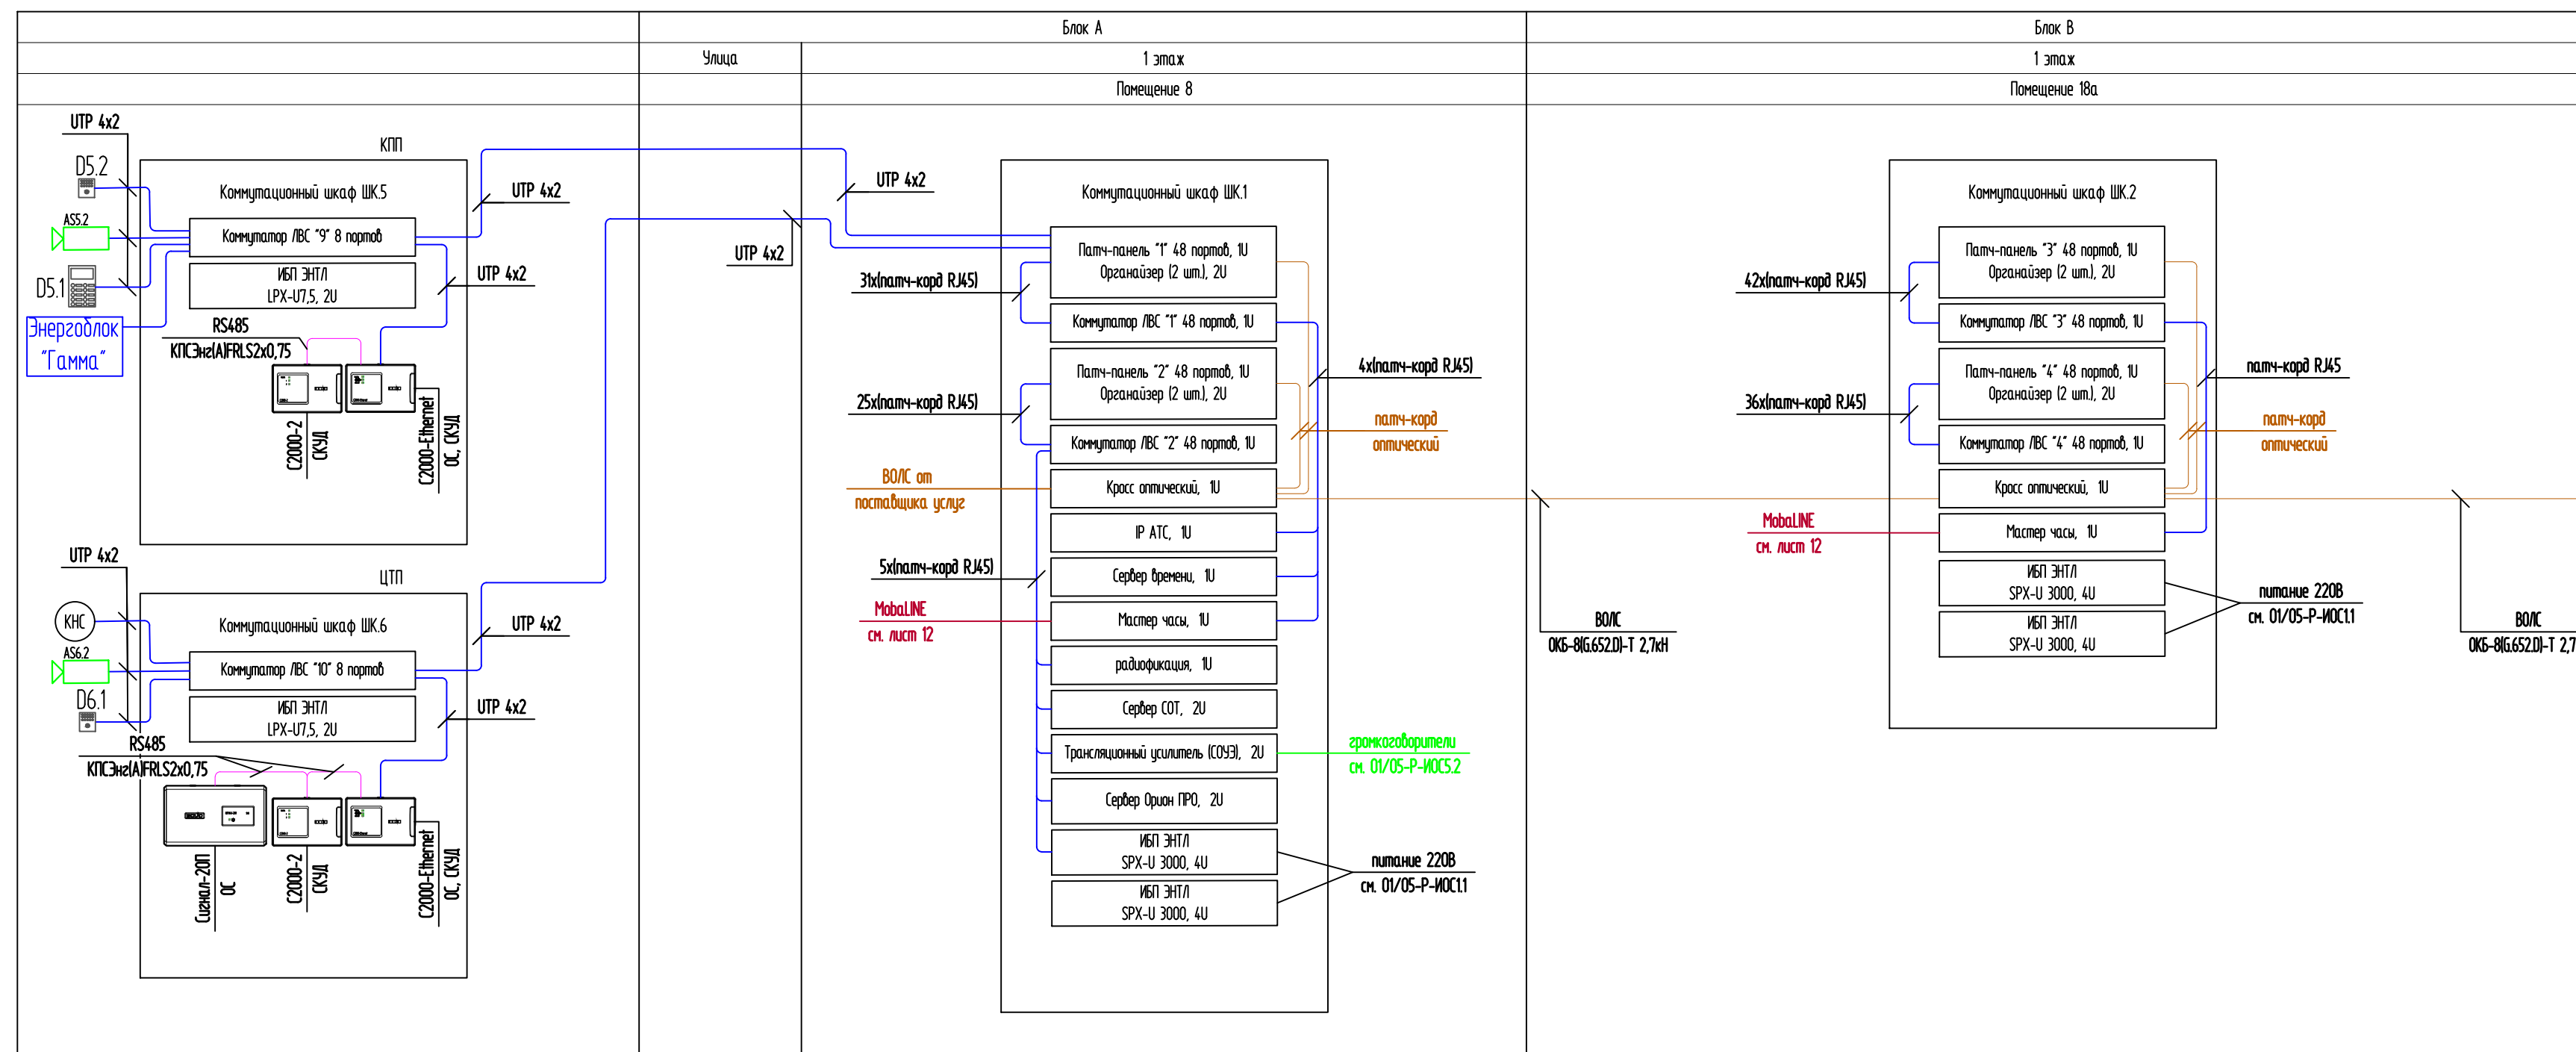 Блок А
Блок В
Улица
1 этаж
1 этаж
Помещение 8
Помещение 18а
UTP 4x2
КПП
D5.2
Коммутационный шкаф ШК.5
UTP 4x2
AS5.2
Коммутатор ЛВС "9" 8 портов
ИБП ЭНТЛ
LPX-U7,5, 2U
UTP 4x2
D5.1
Энергоблок
"Гамма"
RS485
КПСЭнг(А)FRLS2x0,75
С2000-2
СКУД
С2000-Ethernet
ОС, СКУД
UTP 4x2
ЦТП
КНС
Коммутационный шкаф ШК.6
UTP 4x2
AS6.2
Коммутатор ЛВС "10" 8 портов
D6.1
ИБП ЭНТЛ
LPX-U7,5, 2U
UTP 4x2
RS485
КПСЭнг(А)FRLS2x0,75
Сигнал-20П
ОС
С2000-2
СКУД
С2000-Ethernet
ОС, СКУД
UTP 4x2
UTP 4x2
Коммутационный шкаф ШК.1
Патч-панель "1" 48 портов, 1U
Органайзер (2 шт.), 2U
31x(патч-корд RJ45)
Коммутатор ЛВС "1" 48 портов, 1U
Патч-панель "2" 48 портов, 1U
Органайзер (2 шт.), 2U
4x(патч-корд RJ45)
25x(патч-корд RJ45)
патч-корд
оптический
Коммутатор ЛВС "2" 48 портов, 1U
ВОЛС от
поставщика услуг
Кросс оптический, 1U
IP АТС, 1U
5x(патч-корд RJ45)
Сервер времени, 1U
MobaLINE
см. лист 12
Мастер часы, 1U
радиофикация, 1U
Сервер СОТ, 2U
Трансляционный усилитель (СОУЭ), 2U
громкоговорители
см. 01/05-Р-ИОС5.2
Сервер Орион ПРО, 2U
ИБП ЭНТЛ
SPX-U 3000, 4U
питание 220В
см. 01/05-Р-ИОС1.1
ИБП ЭНТЛ
SPX-U 3000, 4U
ВОЛС
ОКБ-8(G.652.D)-Т 2,7кН
Коммутационный шкаф ШК.2
Патч-панель "3" 48 портов, 1U
Органайзер (2 шт.), 2U
42x(патч-корд RJ45)
Коммутатор ЛВС "3" 48 портов, 1U
Патч-панель "4" 48 портов, 1U
Органайзер (2 шт.), 2U
патч-корд RJ45
36x(патч-корд RJ45)
патч-корд
оптический
Коммутатор ЛВС "4" 48 портов, 1U
Кросс оптический, 1U
MobaLINE
см. лист 12
Мастер часы, 1U
ИБП ЭНТЛ
SPX-U 3000, 4U
питание 220В
см. 01/05-Р-ИОС1.1
ИБП ЭНТЛ
SPX-U 3000, 4U
ВОЛС
ОКБ-8(G.652.D)-Т 2,7